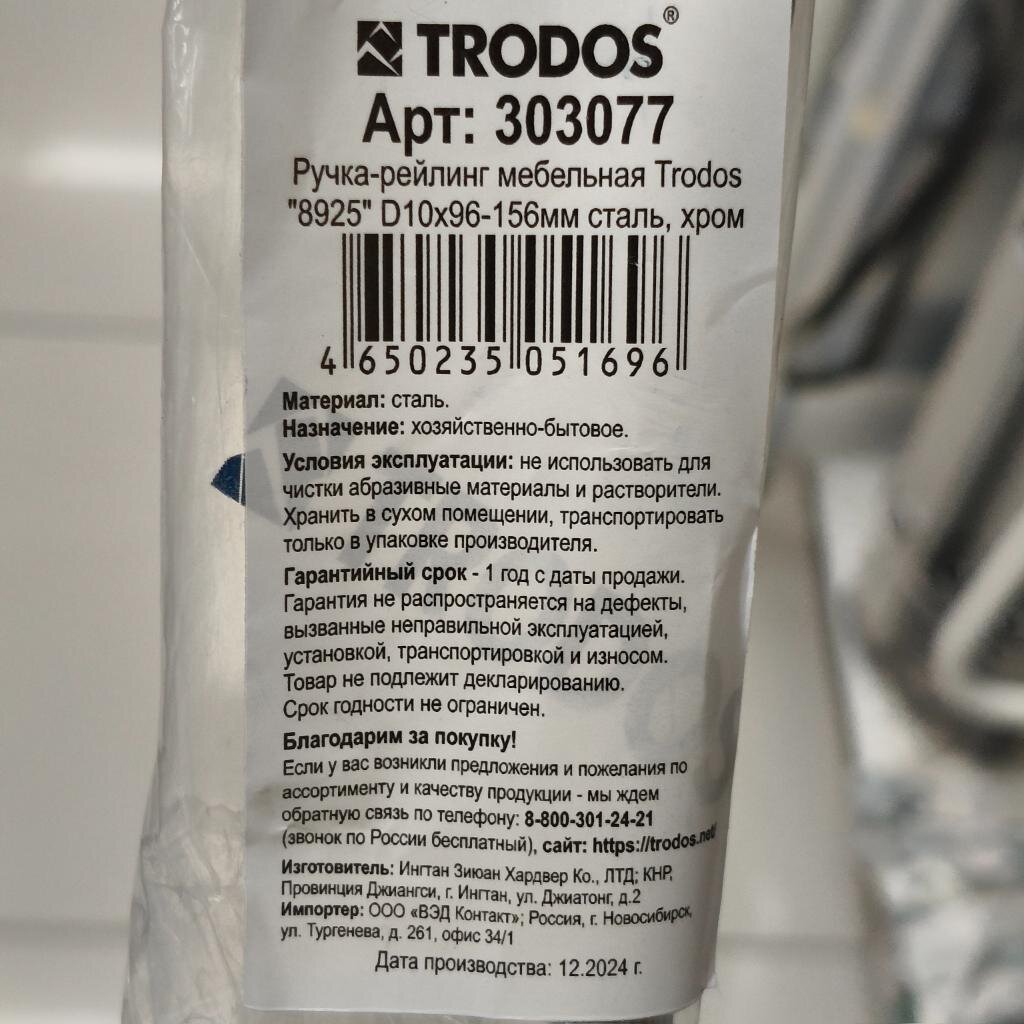 TRODOS®
Арт: 303077
Ручка-рейлинг мебельная Trodos
"8925" D10x96-156мм сталь, хром
4 650235 051696
Материал: сталь.
Назначение: хозяйственно-бытовое.
Условия эксплуатации: не использовать для
чистки абразивные материалы и растворители.
Хранить в сухом помещении, транспортировать
только в упаковке производителя.
Гарантийный срок - 1 год с даты продажи.
Гарантия не распространяется на дефекты,
вызванные неправильной эксплуатацией,
установкой, транспортировкой и износом.
Товар не подлежит декларированию.
Срок годности не ограничен.
Благодарим за покупку!
Если у вас возникли предложения и пожелания по
ассортименту и качеству продукции - мы ждем
обратную связь по телефону: 8-800-301-24-21
(звонок по России бесплатный), сайт: https://trodos.net/
Изготовитель: Ингтан Зиюан Хардвер Ко., ЛТД; КНР,
Провинция Джиангси, г. Ингтан, ул. Джиатонг, д.2
Импортер: ООО «ВЭД Контакт»; Россия, г. Новосибирск,
ул. Тургенева, д. 261, офис 34/1
Дата производства: 12.2024 г.